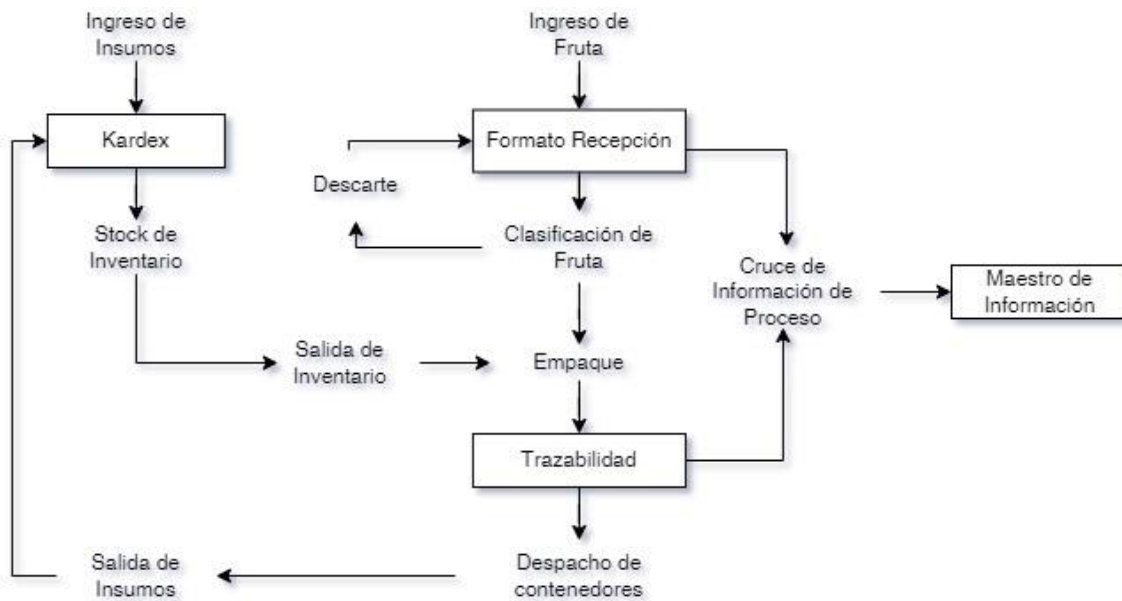 Ingreso de
Insumos
Ingreso de
Fruta
Kardex
Formato Recepción
Descarte
Stock de
Inventario
Clasificación de
Fruta
Cruce de
Información de
Proceso
Maestro de
Información
Salida de
Inventario
Empaque
Trazabilidad
Salida de
Insumos
Despacho de
contenedores